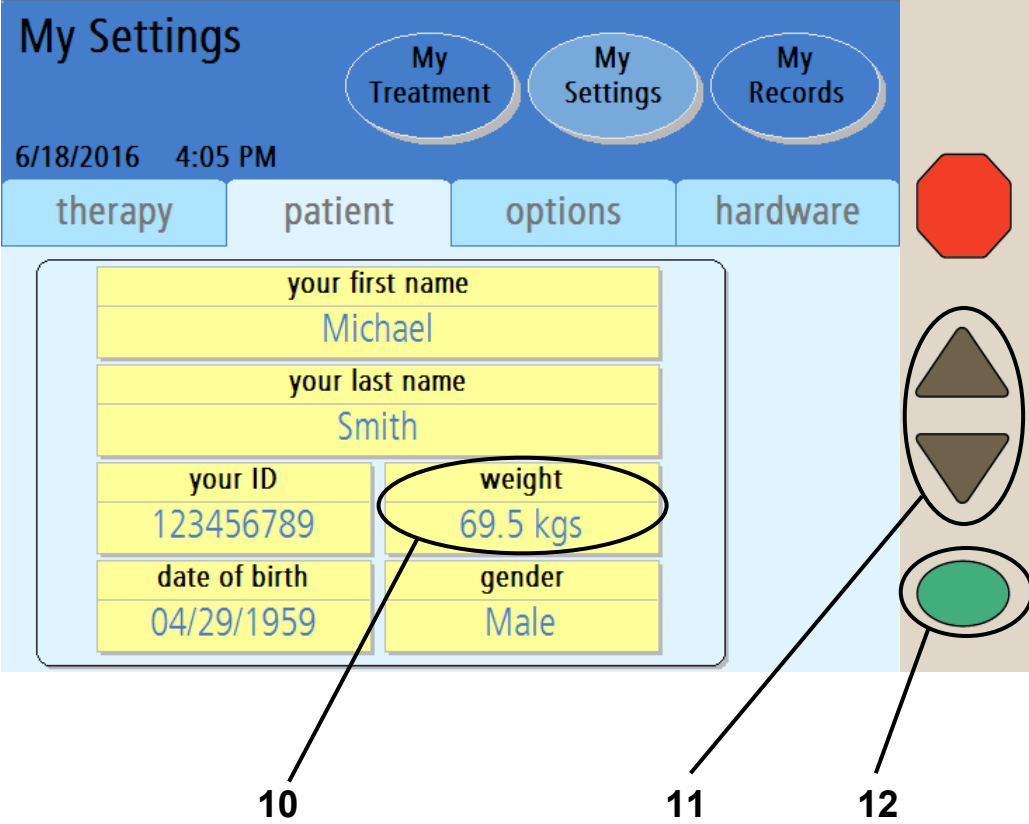 My Settings
My
Treatment
My
Settings
My
Records
6/18/2016 4:05 PM
therapy
patient
options
hardware
your first name
Michael
your last name
Smith
your ID
weight
123456789
69.5 kgs
date of birth
gender
04/29/1959
Male
10
11
12